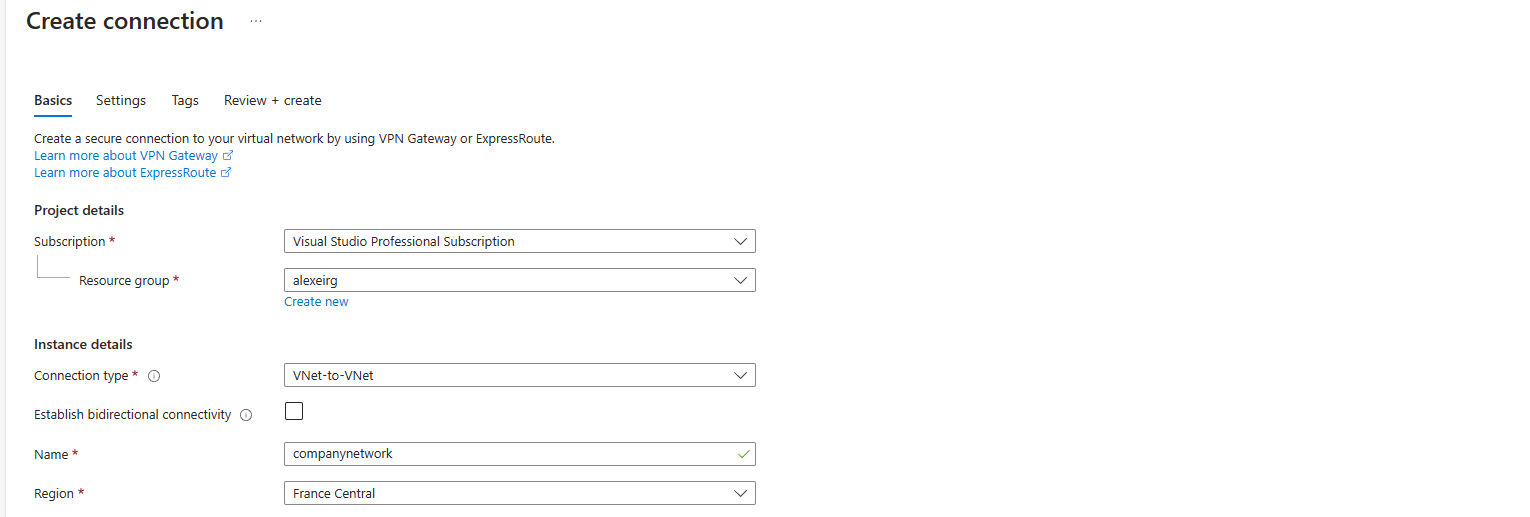 Create connection ...
Basics Settings Tags Review + create
Create a secure connection to your virtual network by using VPN Gateway or ExpressRoute.
Learn more about VPN Gateway
Learn more about ExpressRoute
Project details
Subscription * Visual Studio Professional Subscription
Resource group * alexeirg
Create new
Instance details
Connection type * VNet-to-VNet
Establish bidirectional connectivity
Name * companynetwork
Region * France Central